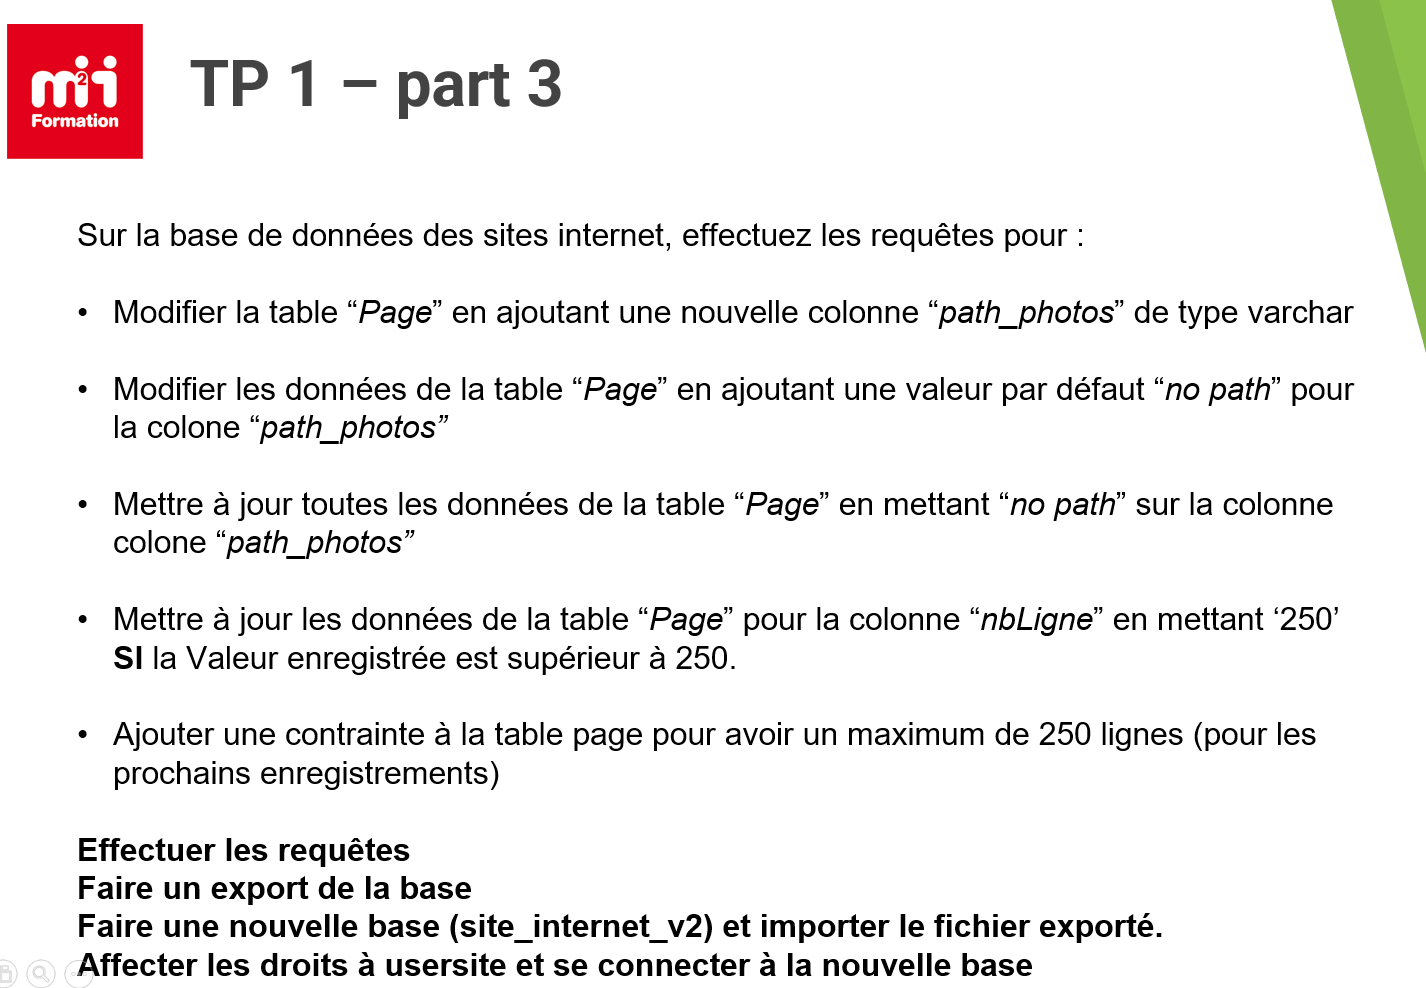 m2i
Formation
TP 1 – part 3
Sur la base de données des sites internet, effectuez les requêtes pour :
• Modifier la table “Page” en ajoutant une nouvelle colonne “path_photos” de type varchar
• Modifier les données de la table “Page” en ajoutant une valeur par défaut “no path” pour
la colone “path_photos”
• Mettre à jour toutes les données de la table “Page” en mettant “no path” sur la colonne
colone “path_photos”
• Mettre à jour les données de la table “Page” pour la colonne “nbLigne” en mettant ‘250’
SI la Valeur enregistrée est supérieur à 250.
• Ajouter une contrainte à la table page pour avoir un maximum de 250 lignes (pour les
prochains enregistrements)
Effectuer les requêtes
Faire un export de la base
Faire une nouvelle base (site_internet_v2) et importer le fichier exporté.
Affecter les droits à usersite et se connecter à la nouvelle base